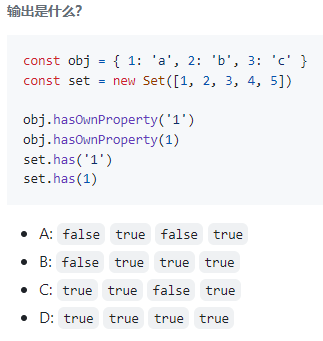 输出是什么?
const obj = { 1: 'a', 2: 'b', 3: 'c' }
const set = new Set([1, 2, 3, 4, 5])
obj.hasOwnProperty('1')
obj.hasOwnProperty(1)
set.has('1')
set.has(1)
A: false true false true
B: false true true true
C: true true false true
D: true true true true